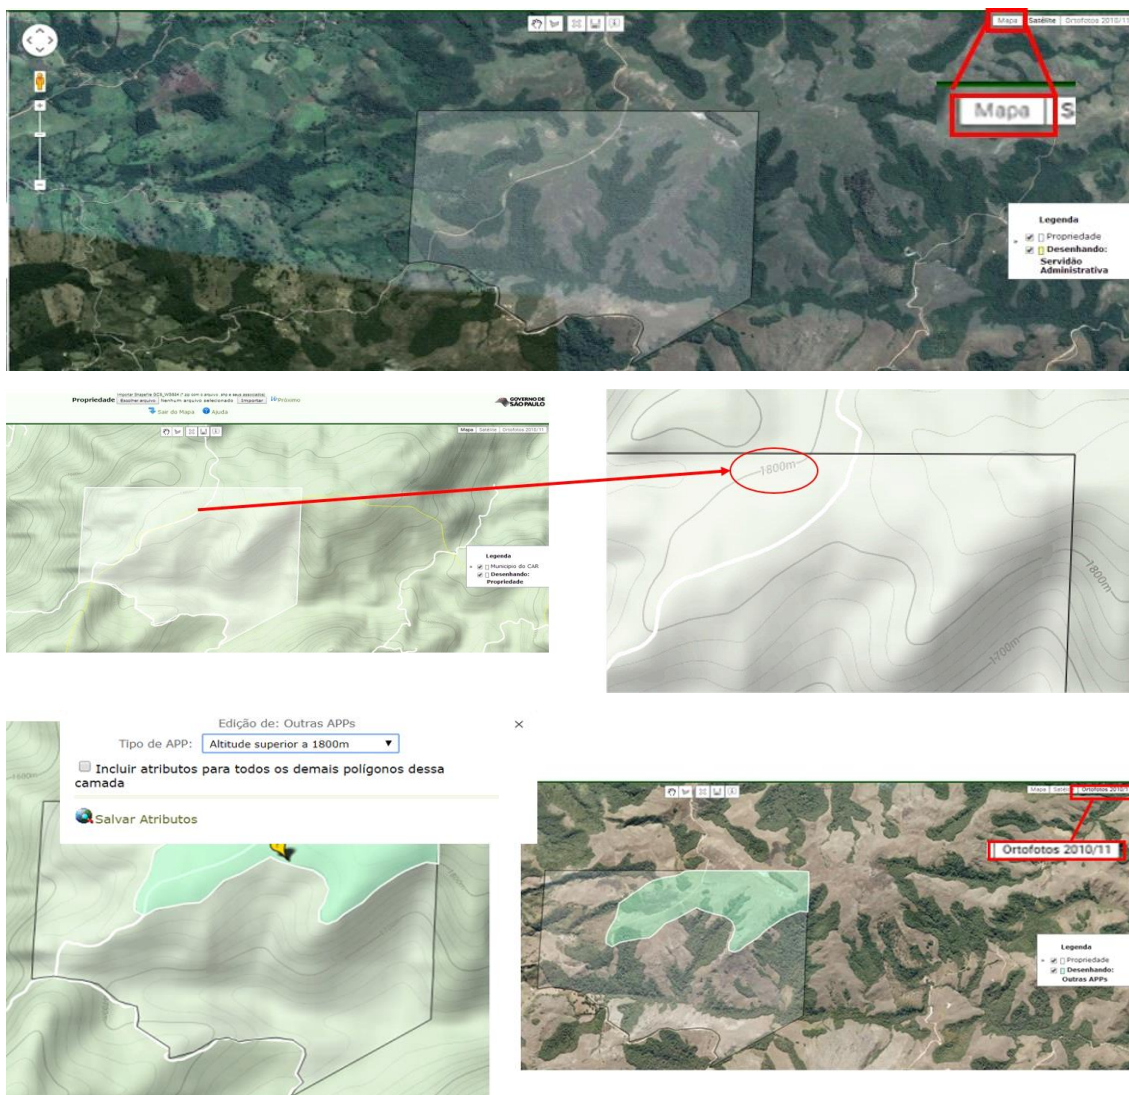 Mapa Satélite Ortofotos 2010/11
Mapa S
Legenda
Propriedade
Desenhando:
Servidão
Administrativa
Propriedade
Importar Shapefile
Escolher arquivo Nenhum arquivo selecionado Importar Próximo
Sair do Mapa Ajuda
GOVERNO DE
SÃO PAULO
Mapa Satélite Ortofotos 2010/11
Legenda
Município do CAR
Desenhando:
Propriedade
1800m
1800m
1700m
Edição de: Outras APPs
Tipo de APP: Altitude superior a 1800m
Incluir atributos para todos os demais polígonos dessa
camada
Salvar Atributos
Mapa Satélite Ortofotos 2010/1
Ortofotos 2010/11
Legenda
Propriedade
Desenhando:
Outras APPs